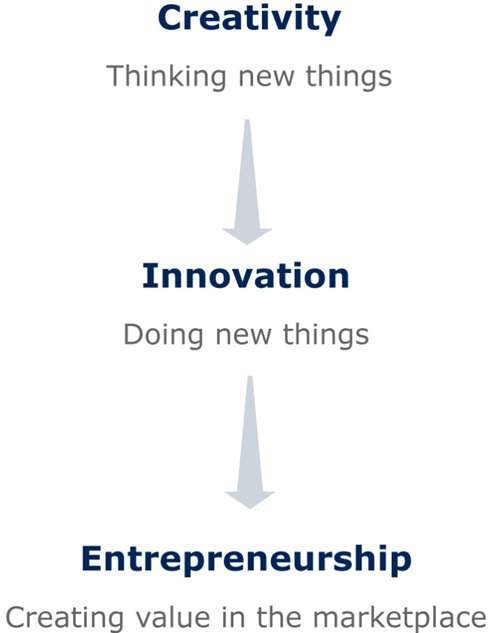 Creativity
Thinking new things
Innovation
Doing new things
Entrepreneurship
Creating value in the marketplace